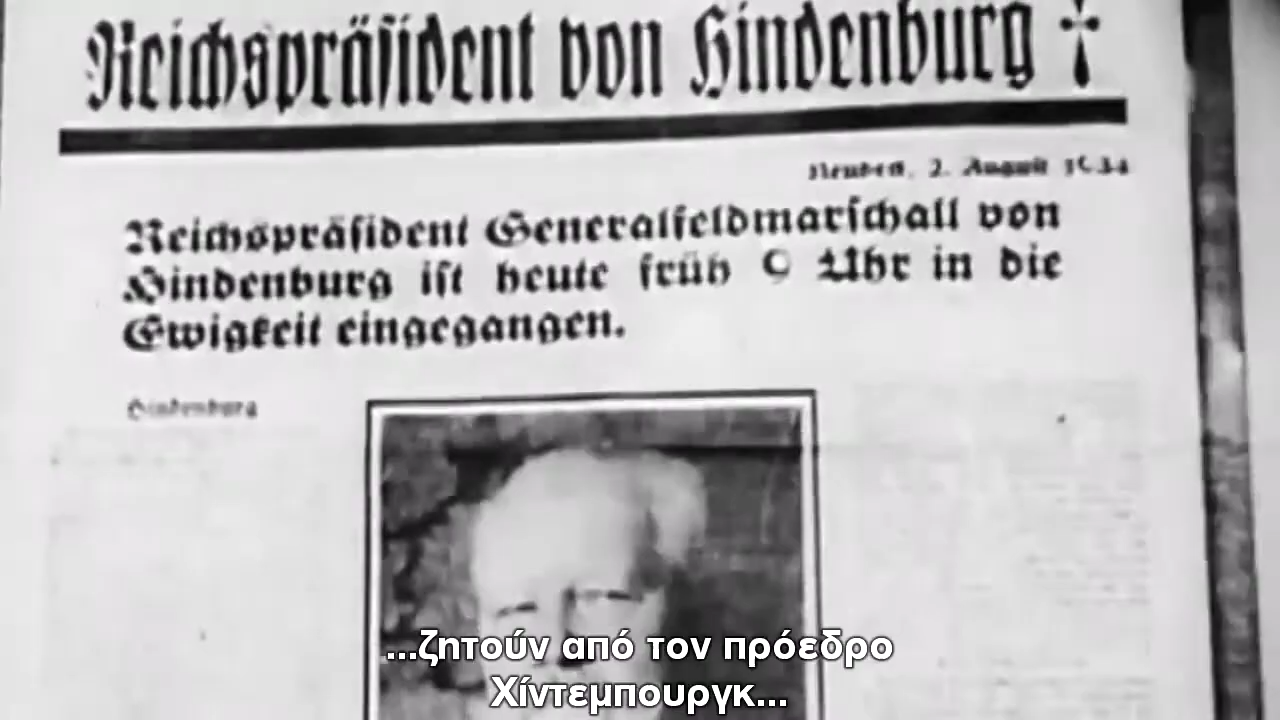 Reichspräsident von Hindenburg †
Neudeck, 2. August 1934
Reichspräsident Generalfeldmarschall von
Hindenburg ist heute früh 9 Uhr in die
Ewigkeit eingegangen.
Hindenburg
...ζητούν από τον πρόεδρο
Χίντεμπουργκ...